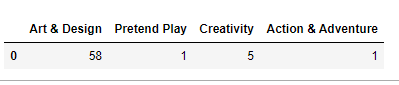 Art & Design Pretend Play Creativity Action & Adventure
0 58 1 5 1